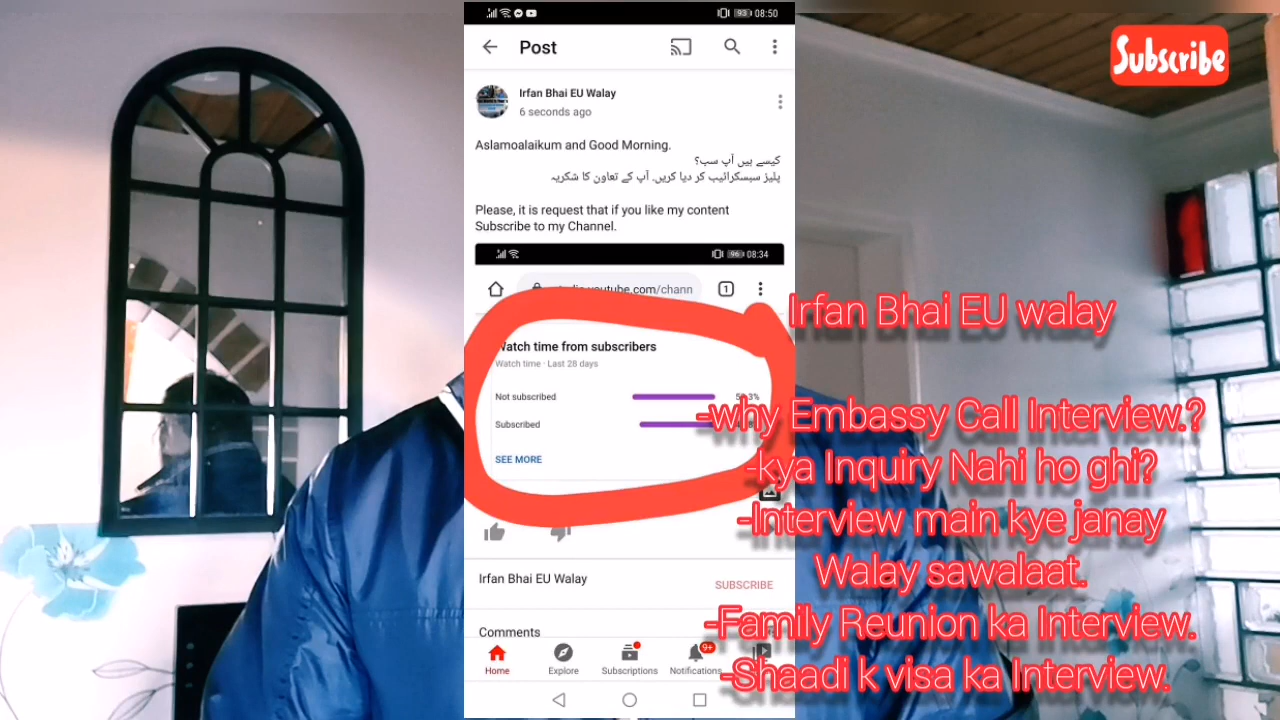 08:50
Post
Subscribe
Irfan Bhai EU Walay
6 seconds ago
Aslamoalaikum and Good Morning.
کیسے ہیں آپ سب؟
پلیز سبسکرائیب کر دیا کریں۔ آپ کے تعاون کا شکریہ
Please, it is request that if you like my content
Subscribe to my Channel.
96 08:34
youtube.com/chann
1
Watch time from subscribers
Watch time · Last 28 days
Not subscribed
Subscribed
SEE MORE
Irfan Bhai EU Walay
SUBSCRIBE
Comments
Home
Explore
Subscriptions
9+
Notifications
Irfan Bhai EU walay
-why Embassy Call Interview.?
-kya Inquiry Nahi ho ghi?
-Interview main kye janay
Walay sawalaat.
-Family Reunion ka Interview.
-Shaadi k visa ka Interview.